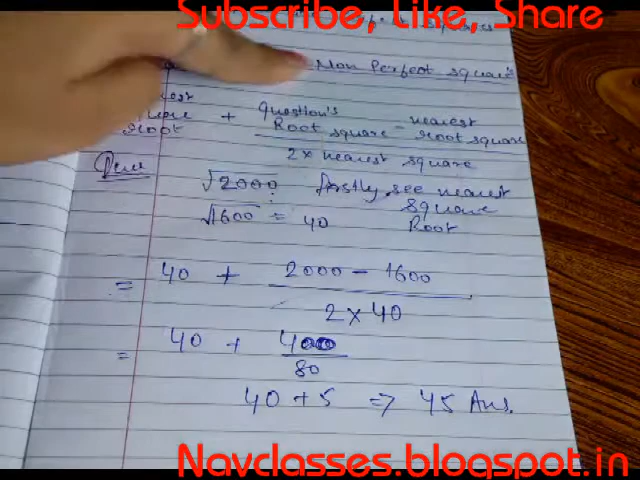 Subscribe, Like, Share
Non Perfect square
+ Question's Root square - nearest Root square
Root
2 x nearest square
√2000 firstly see nearest
square
√1600 = 40 Root
= 40 + 2000 - 1600
2 x 40
= 40 + 400
80
40 + 5 => 45 Ans.
Navclasses.blogspot.in